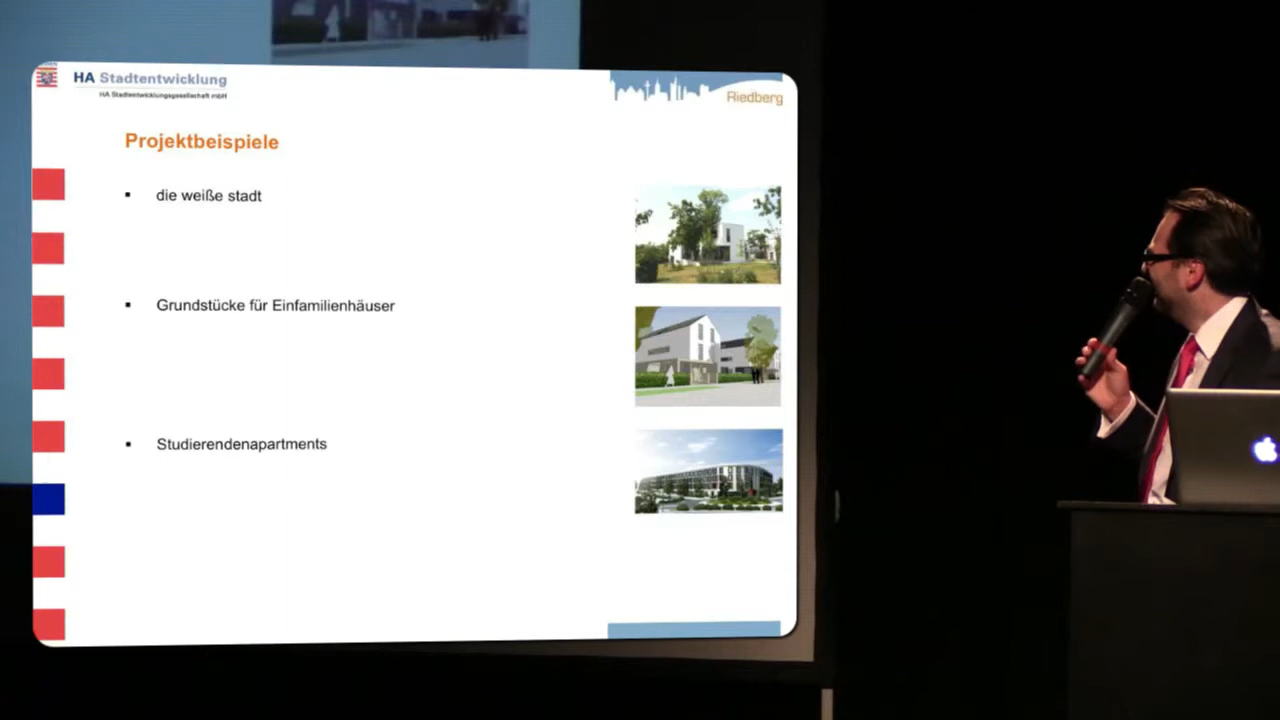 HA Stadtentwicklung
HA Stadtentwicklungsgesellschaft mbH
Riedberg
Projektbeispiele
die weiße stadt
Grundstücke für Einfamilienhäuser
Studierendenapartments